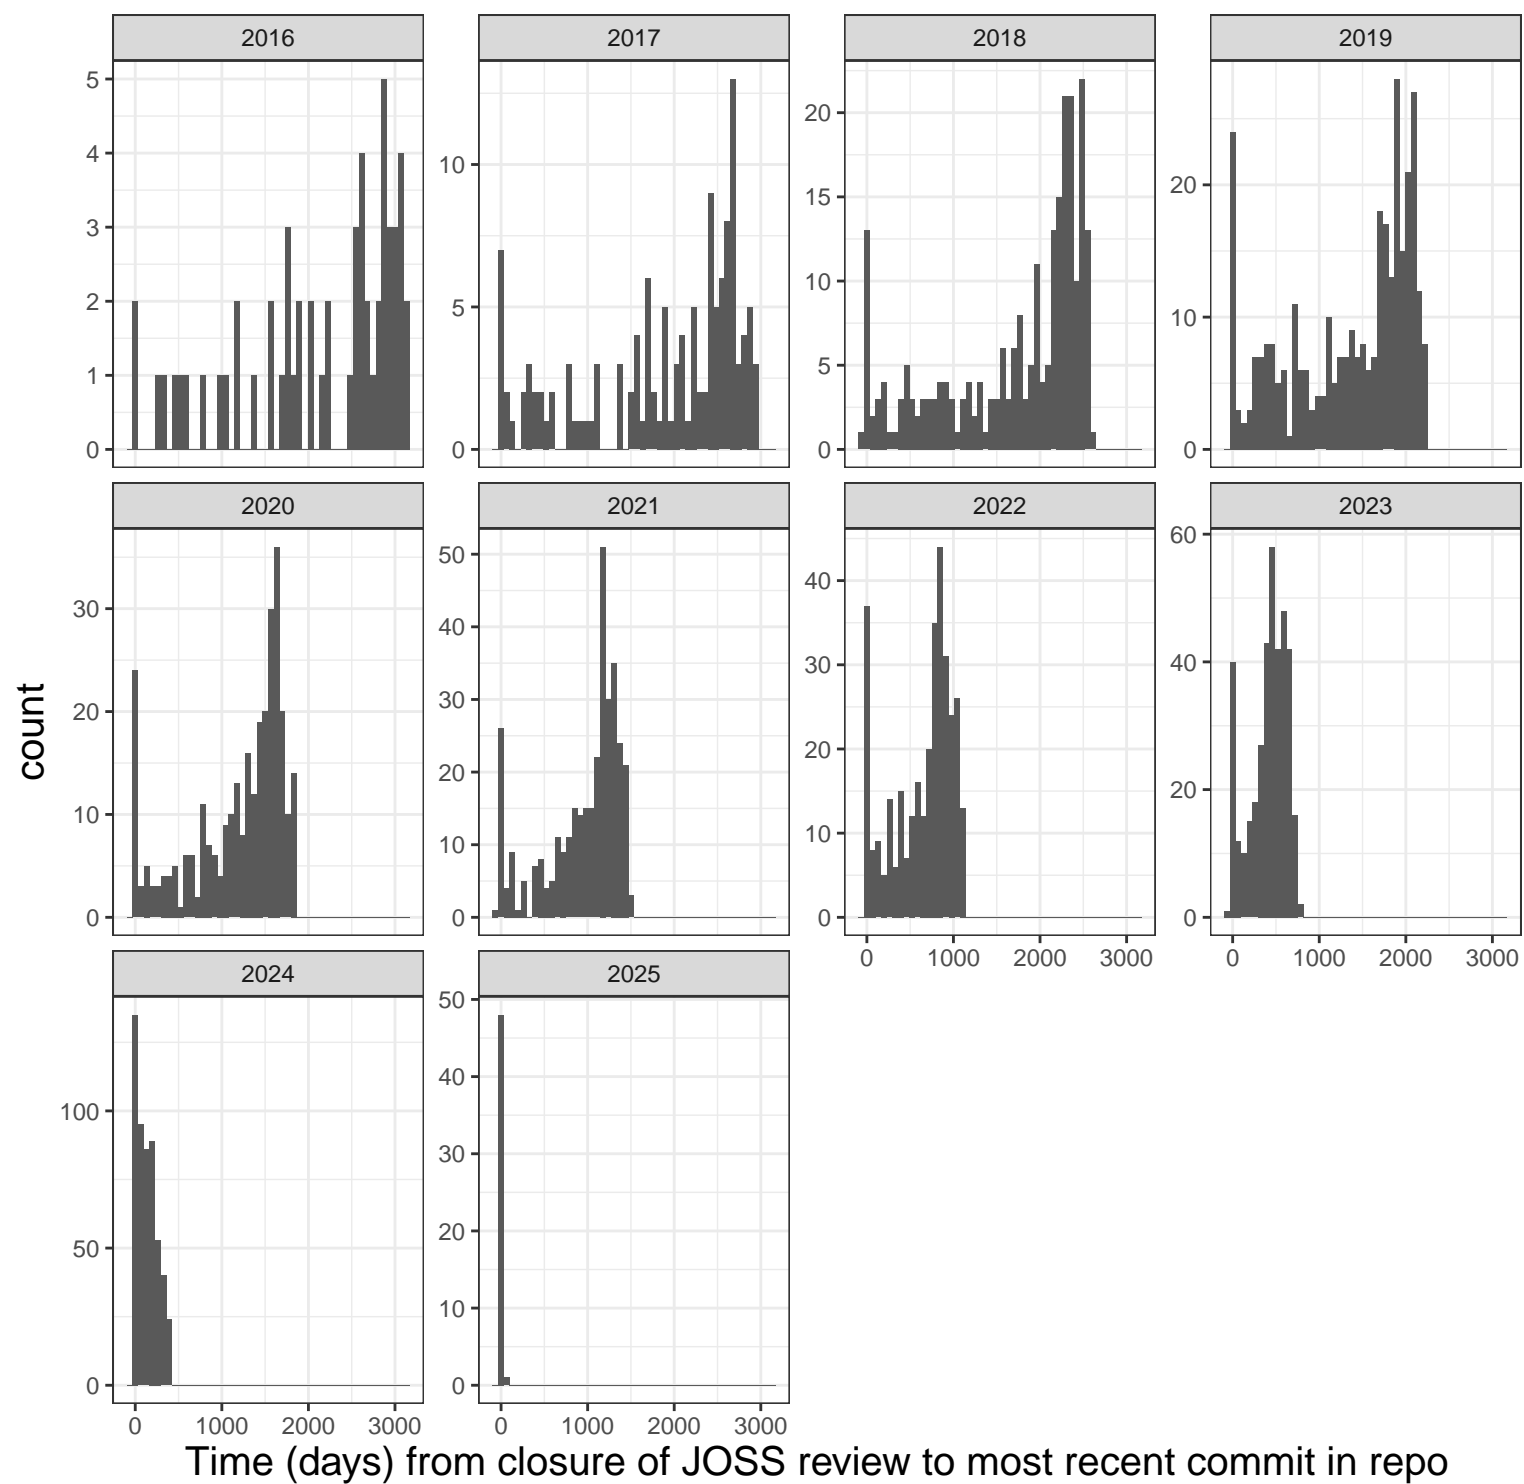 2016 2017 2018 2019
5 4 3 2 1 0
10 5 0
20 15 10 5 0
20 10 0
2020 2021 2022 2023
30 20 10 0
50 40 30 20 10 0
40 30 20 10 0
60 40 20 0
0 1000 2000 3000 0 1000 2000 3000
2024 2025
100 50 0
50 40 30 20 10 0
0 1000 2000 3000 0 1000 2000 3000
count
Time (days) from closure of JOSS review to most recent commit in repo